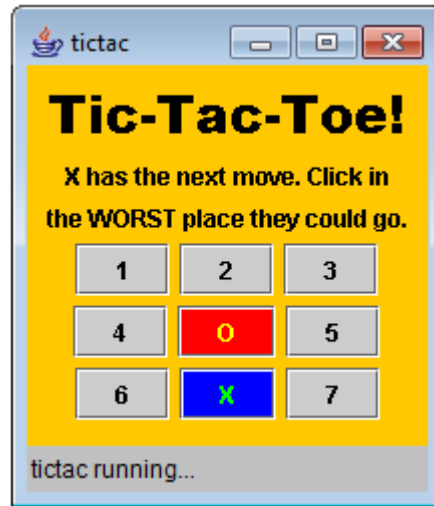 tictac
Tic-Tac-Toe!
X has the next move. Click in
the WORST place they could go.
1 2 3
4 O 5
6 X 7
tictac running...